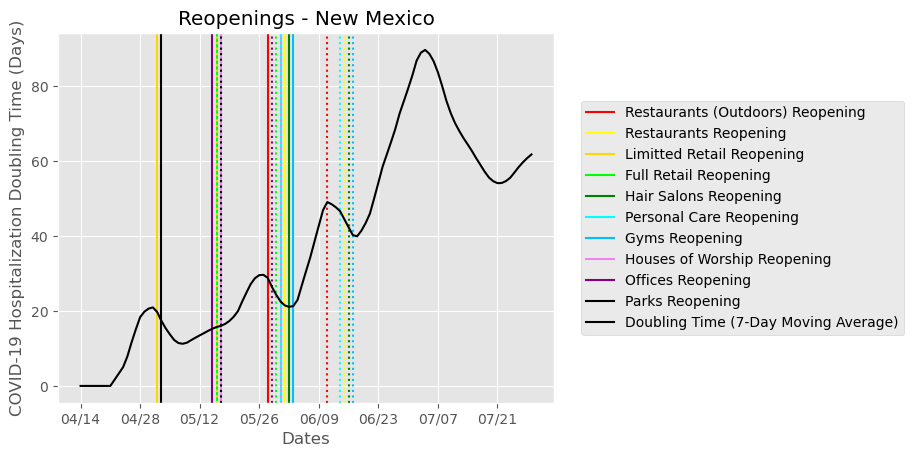 Reopenings - New Mexico
COVID-19 Hospitalization Doubling Time (Days)
80
60
40
20
0
04/14 04/28 05/12 05/26 06/09 06/23 07/07 07/21
Dates
Restaurants (Outdoors) Reopening
Restaurants Reopening
Limitted Retail Reopening
Full Retail Reopening
Hair Salons Reopening
Personal Care Reopening
Gyms Reopening
Houses of Worship Reopening
Offices Reopening
Parks Reopening
Doubling Time (7-Day Moving Average)